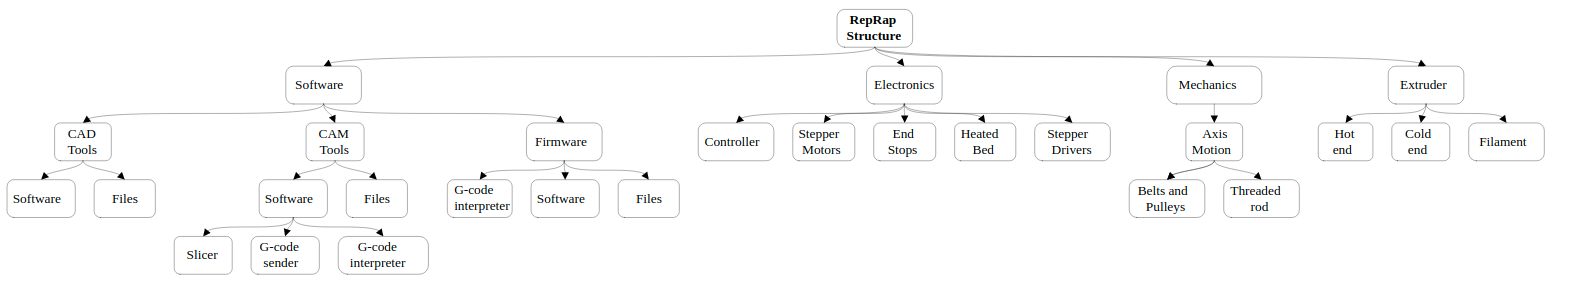 RepRap
Structure
Software
Electronics
Mechanics
Extruder
CAD
Tools
CAM
Tools
Firmware
Controller
Stepper
Motors
End
Stops
Heated
Bed
Stepper
Drivers
Axis
Motion
Hot
end
Cold
end
Filament
Software
Files
Software
Files
G-code
interpreter
Software
Files
Belts and
Pulleys
Threaded
rod
Slicer
G-code
sender
G-code
interpreter